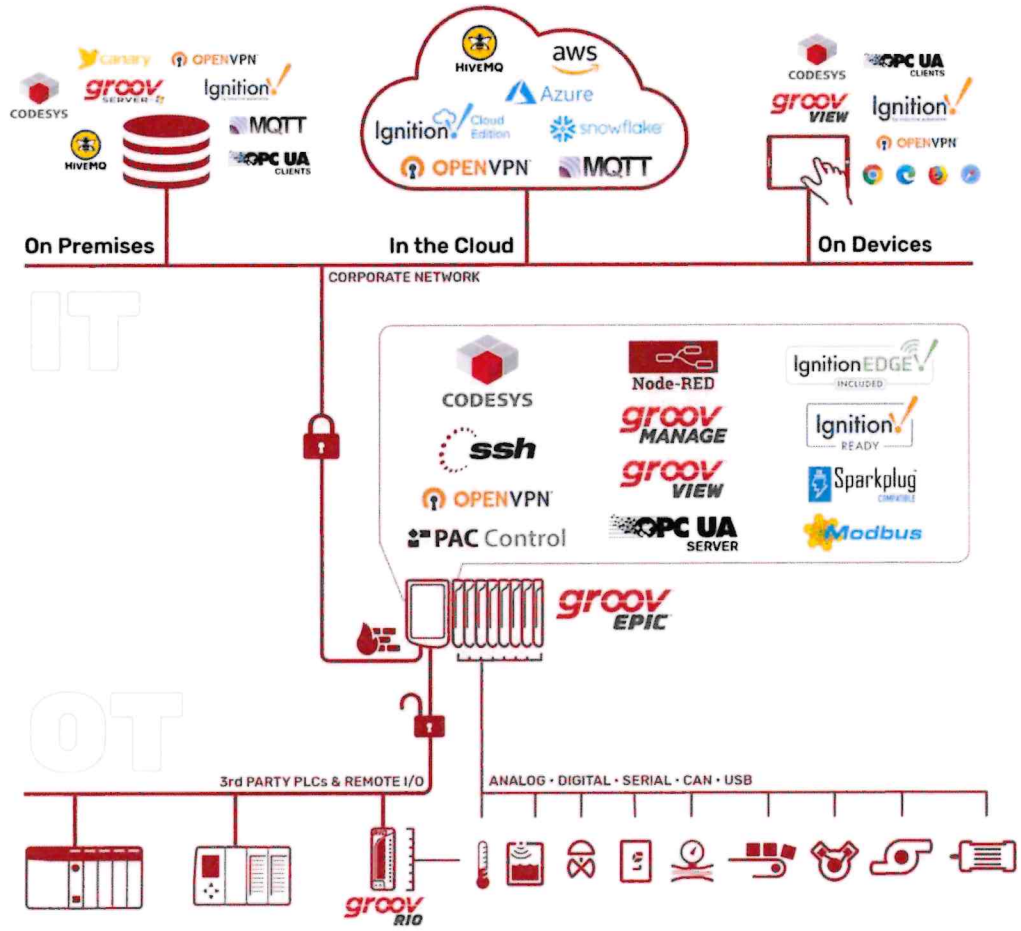 canary
OPENVPN
CODESYS
groov
SERVER
Ignition!
HIVEMQ
MQTT
OPC UA
CLIENTS
HIVEMQ
aws
Azure
Ignition!
Cloud
Edition
snowflake
OPENVPN
MQTT
CODESYS
OPC UA
CLIENTS
groov
VIEW
Ignition!
OPENVPN
On Premises
In the Cloud
On Devices
CORPORATE NETWORK
IT
CODESYS
Node-RED
Ignition EDGE!
INCLUDED
ssh
groov
MANAGE
Ignition!
READY
OPENVPN
groov
VIEW
Sparkplug
COMPATIBLE
PAC Control
OPC UA
SERVER
Modbus
groov
EPIC
OT
3rd PARTY PLCs & REMOTE I/O
ANALOG · DIGITAL · SERIAL · CAN · USB
groov
RIO